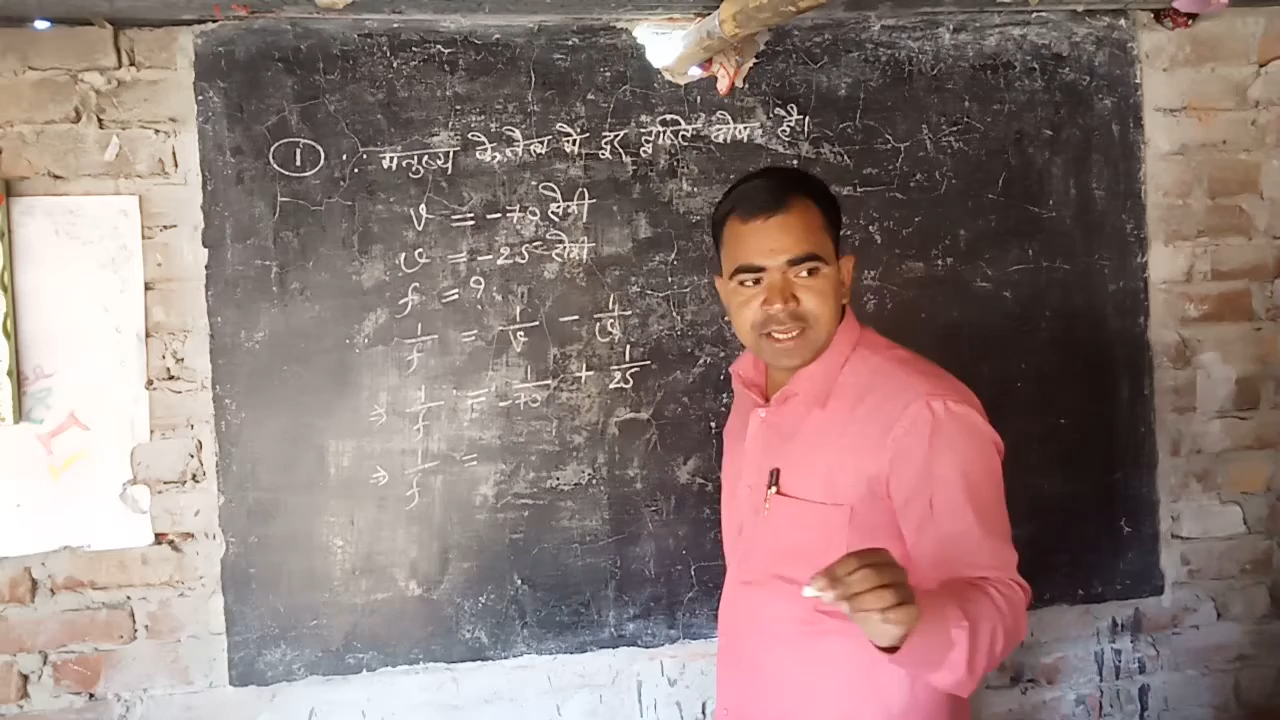 ① ∵ मनुष्य के नेत्र में दूर दृष्टि दोष है।
v = -70 सेमी
u = -25 सेमी
f = ?
∵ 1/f = 1/v - 1/u
⇒ 1/f = 1/-70 + 1/25
⇒ 1/f =